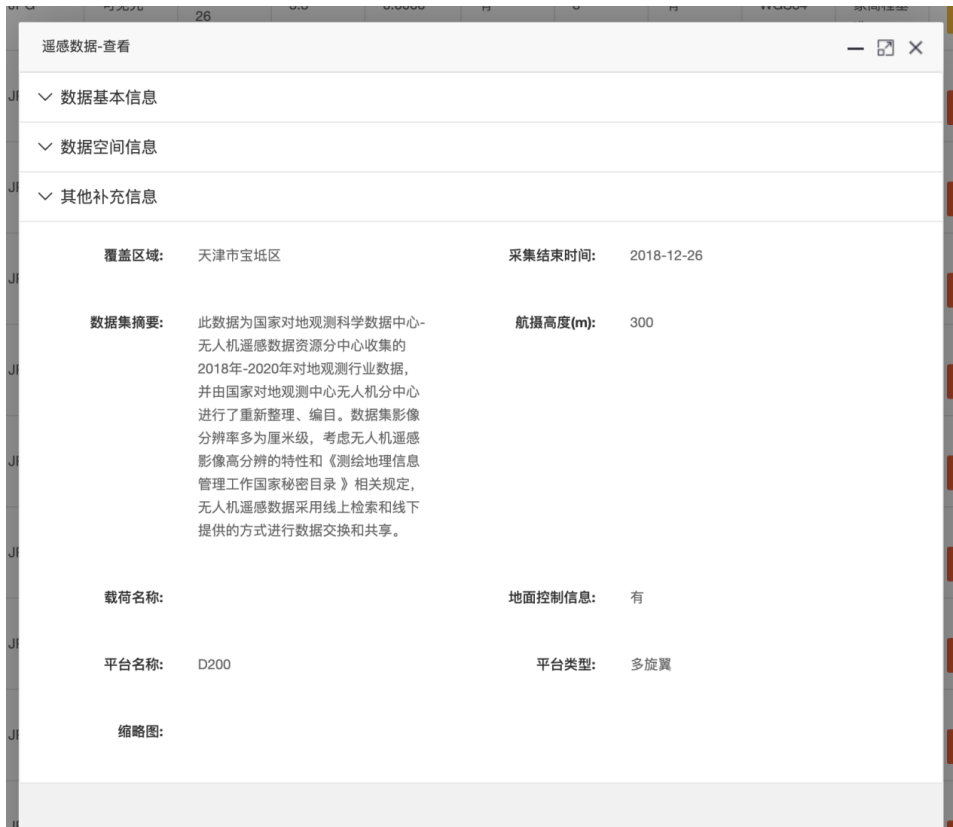 26
遥感数据-查看
数据基本信息
数据空间信息
其他补充信息
覆盖区域: 天津市宝坻区 采集结束时间: 2018-12-26
数据集摘要: 此数据为国家对地观测科学数据中心- 航摄高度(m): 300
无人机遥感数据资源分中心收集的
2018年-2020年对地观测行业数据,
并由国家对地观测中心无人机分中心
进行了重新整理、编目。数据集影像
分辨率多为厘米级，考虑无人机遥感
影像高分辨的特性和《测绘地理信息
管理工作国家秘密目录 》相关规定，
无人机遥感数据采用线上检索和线下
提供的方式进行数据交换和共享。
载荷名称: 地面控制信息: 有
平台名称: D200 平台类型: 多旋翼
缩略图: